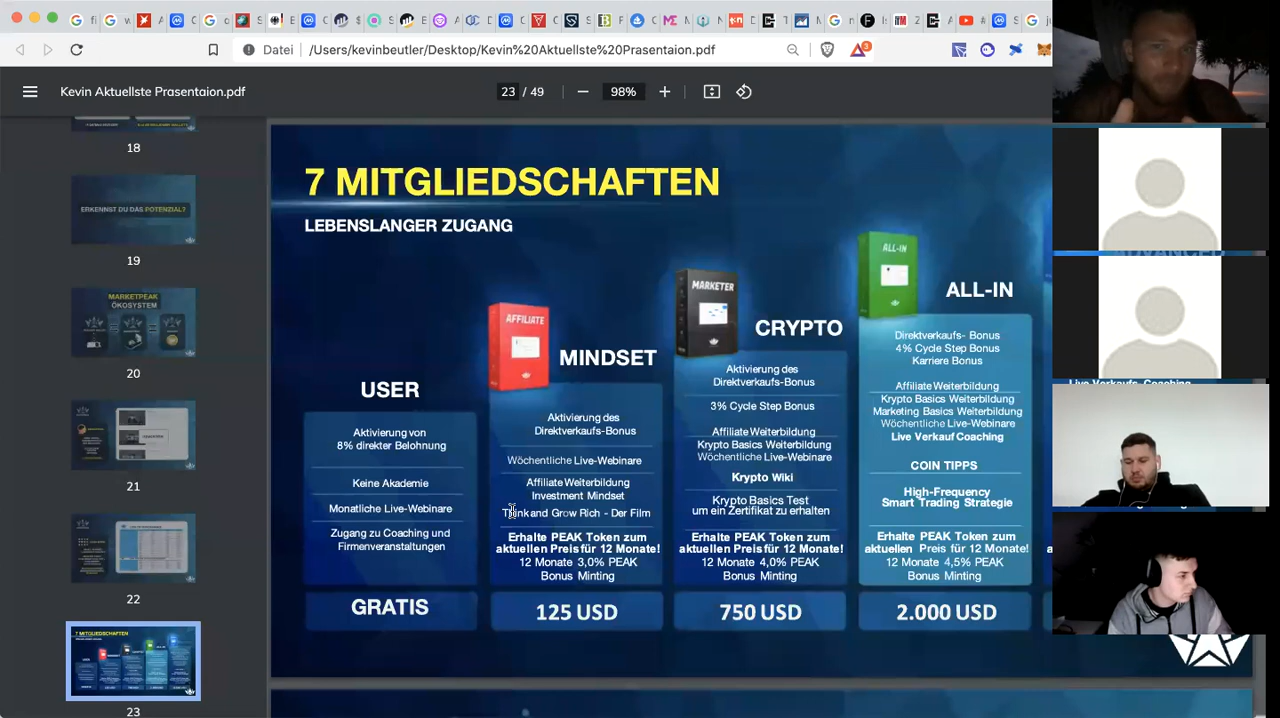 Datei
/Users/kevinbeutler/Desktop/Kevin%20Aktuellste%20Prasentaion.pdf
3
Kevin Aktuellste Prasentaion.pdf
23 / 49
98%
18
ERKENNST DU DAS POTENZIAL?
19
MARKETPEAK
ÖKOSYSTEM
20
21
22
23
7 MITGLIEDSCHAFTEN
LEBENSLANGER ZUGANG
USER
Aktivierung von
8% direkter Belohnung
Keine Akademie
Monatliche Live-Webinare
Zugang zu Coaching und
Firmenveranstaltungen
GRATIS
AFFILIATE
MINDSET
Aktivierung des
Direktverkaufs-Bonus
Wöchentliche Live-Webinare
Affiliate Weiterbildung
Investment Mindset
Think and Grow Rich - Der Film
Erhalte PEAK Token zum
aktuellen Preis für 12 Monate!
12 Monate 3,0% PEAK
Bonus Minting
125 USD
MARKETER
CRYPTO
Aktivierung des
Direktverkaufs-Bonus
3% Cycle Step Bonus
Affiliate Weiterbildung
Krypto Basics Weiterbildung
Wöchentliche Live-Webinare
Krypto Wiki
Krypto Basics Test
um ein Zertifikat zu erhalten
Erhalte PEAK Token zum
aktuellen Preis für 12 Monate!
12 Monate 4,0% PEAK
Bonus Minting
750 USD
ALL-IN
ALL-IN
Direktverkaufs- Bonus
4% Cycle Step Bonus
Karriere Bonus
Affiliate Weiterbildung
Krypto Basics Weiterbildung
Marketing Basics Weiterbildung
Wöchentliche Live-Webinare
Live Verkauf Coaching
COIN TIPPS
High-Frequency
Smart Trading Strategie
Erhalte PEAK Token zum
aktuellen Preis für 12 Monate!
12 Monate 4,5% PEAK
Bonus Minting
2.000 USD